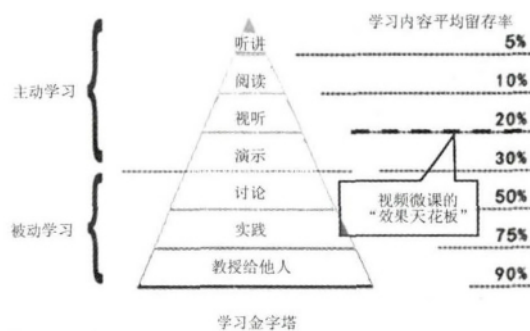 学习内容平均留存率
听讲 5%
阅读 10%
主动学习
视听 20%
演示 30%
视频微课的
“效果天花板”
讨论 50%
被动学习
实践 75%
教授给他人 90%
学习金字塔